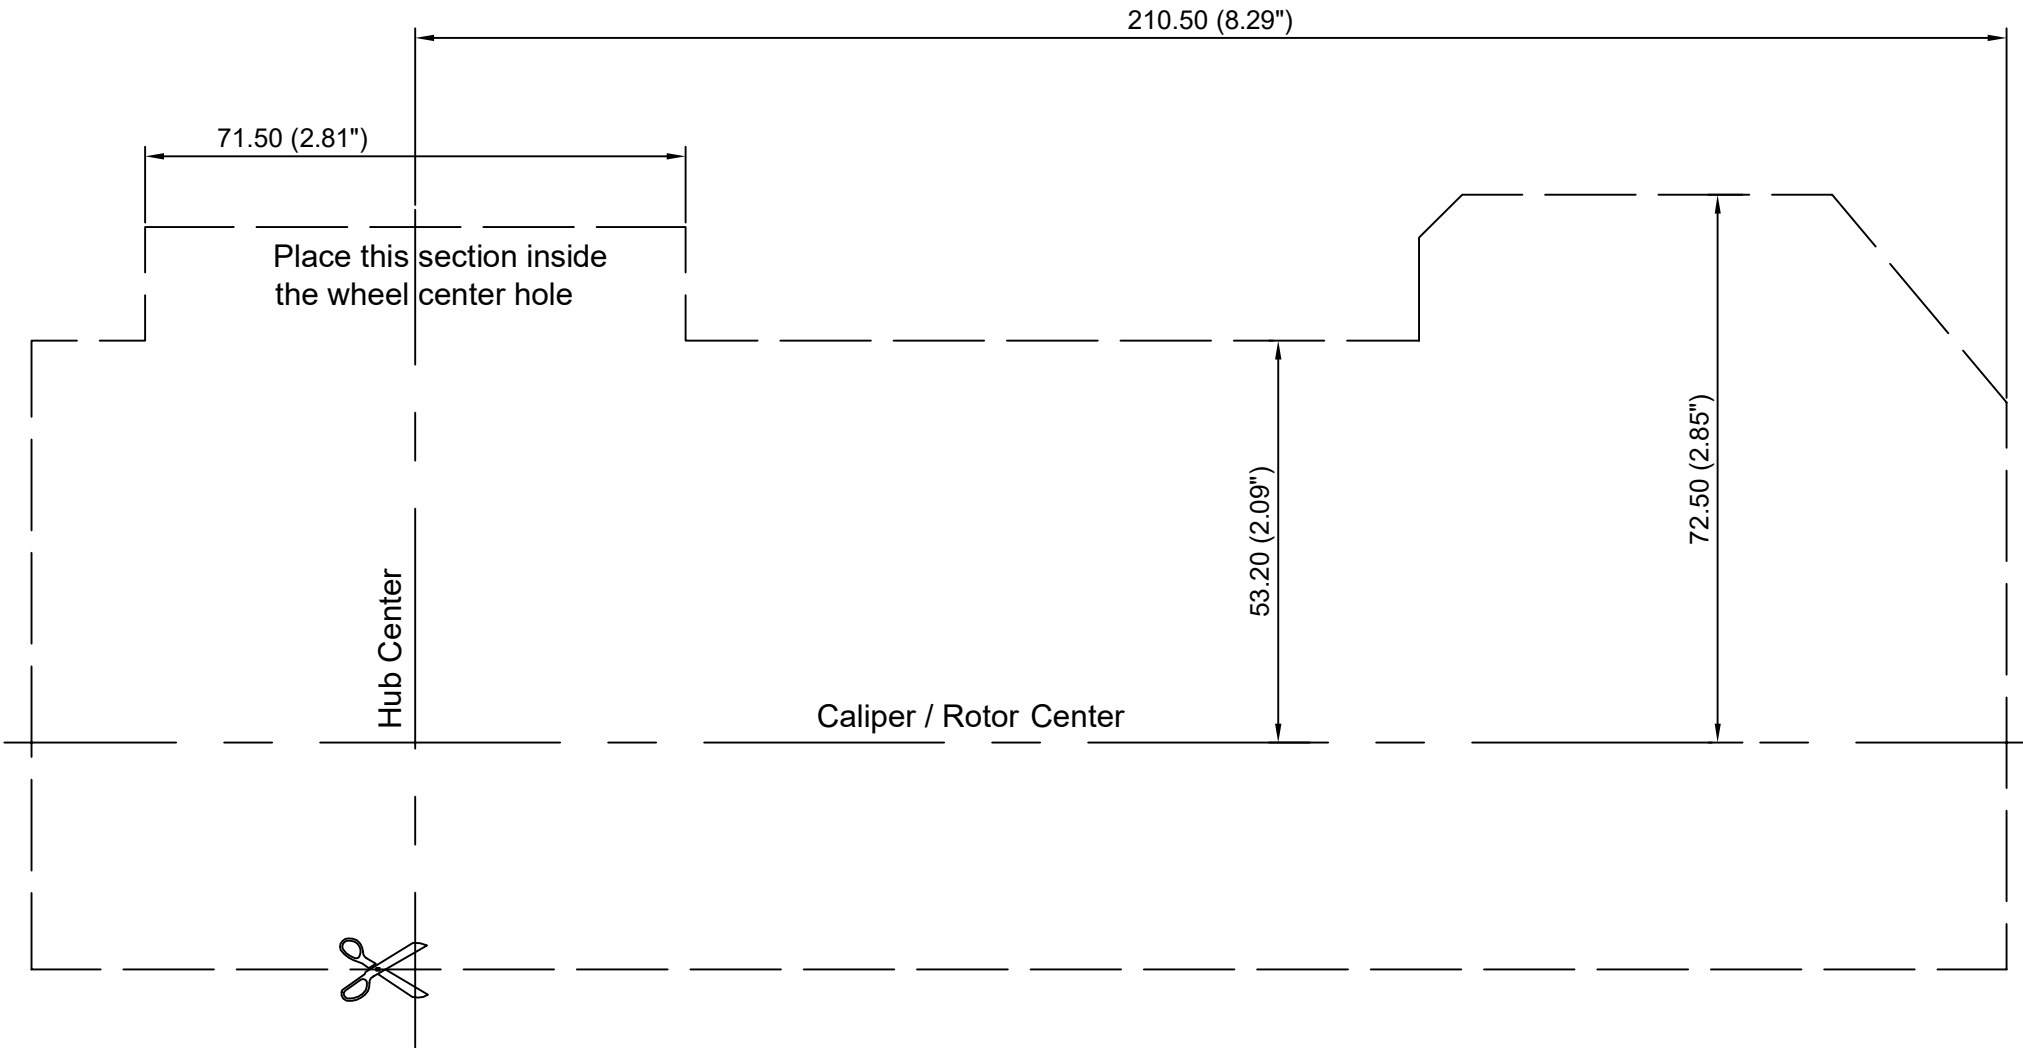 210.50 (8.29")
71.50 (2.81")
Place this section inside
the wheel center hole
72.50 (2.85")
53.20 (2.09")
Hub Center
Caliper / Rotor Center